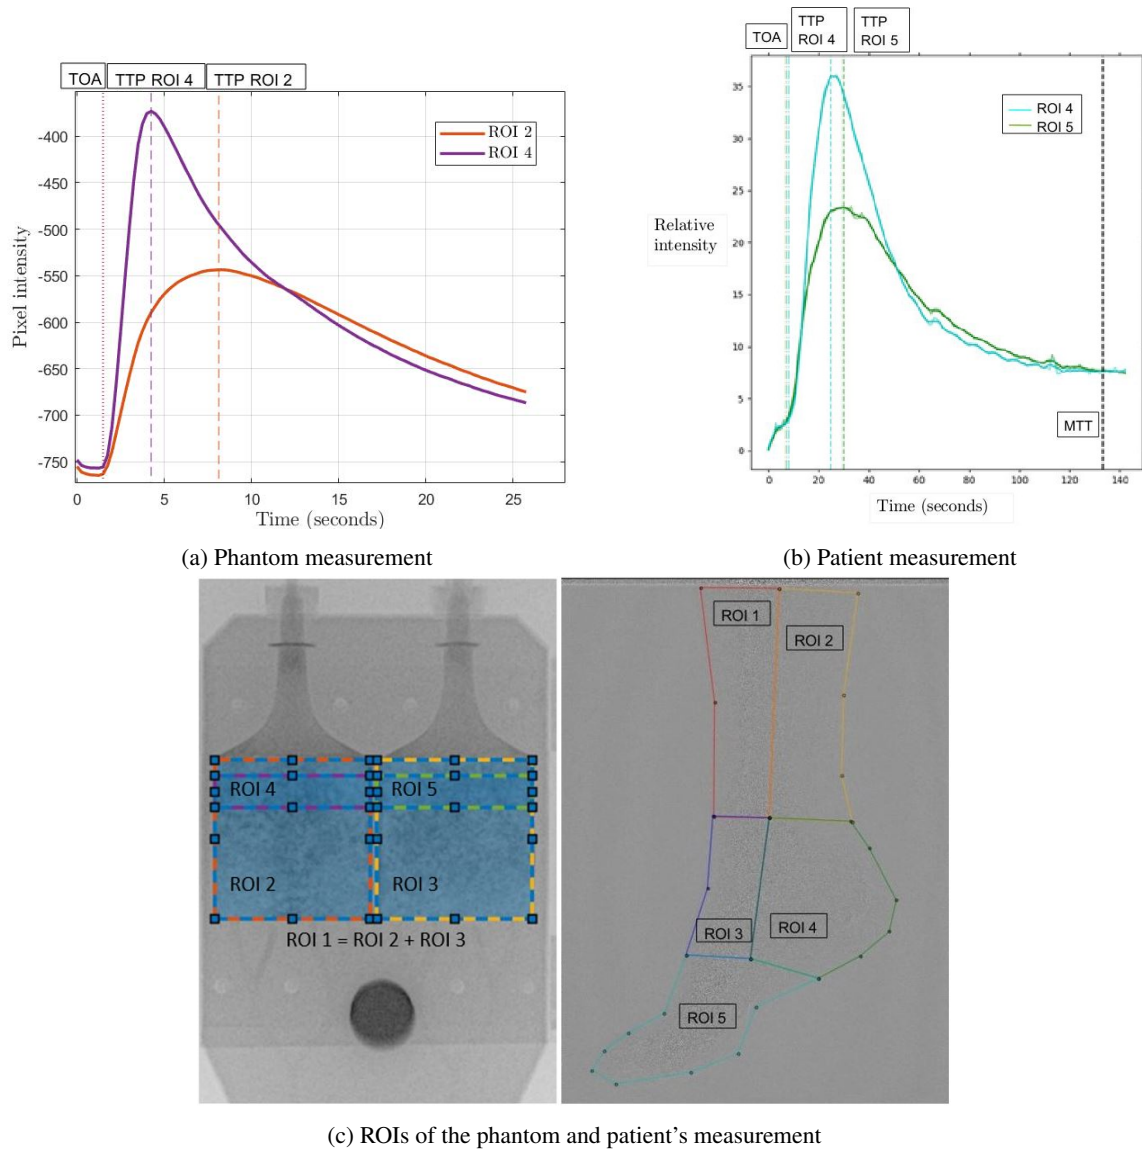 TOA TTP ROI 4 TTP ROI 2
-400
-450
-500
-550
-600
-650
-700
-750
Pixel intensity
ROI 2
ROI 4
0 5 10 15 20 25
Time (seconds)
(a) Phantom measurement
TOA
TTP
ROI 4
TTP
ROI 5
35
30
25
20
15
10
5
0
Relative
intensity
ROI 4
ROI 5
MTT
0 20 40 60 80 100 120 140
Time (seconds)
(b) Patient measurement
ROI 4 ROI 5
ROI 2 ROI 3
ROI 1 = ROI 2 + ROI 3
ROI 1
ROI 2
ROI 3
ROI 4
ROI 5
(c) ROIs of the phantom and patient's measurement